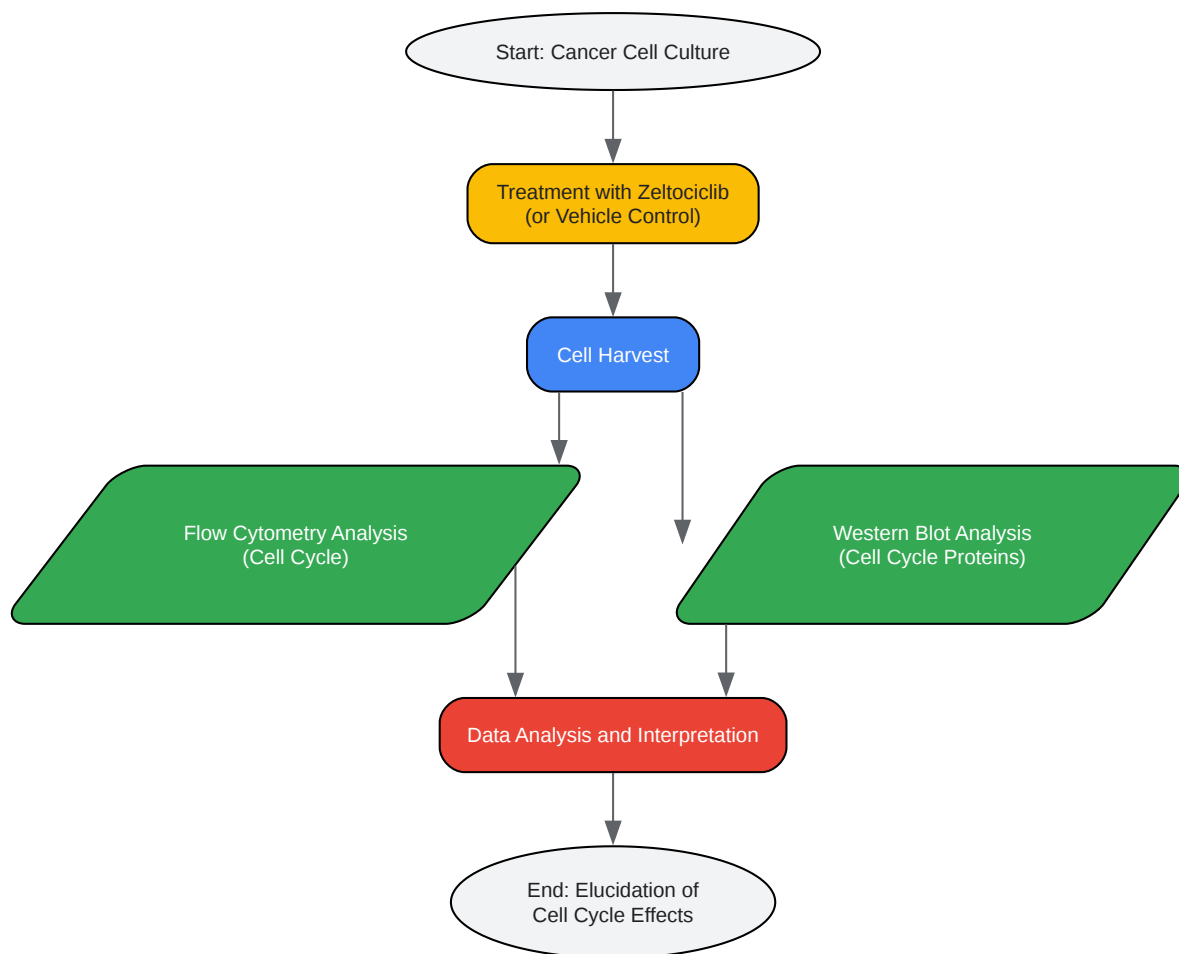 Start: Cancer Cell Culture
Treatment with Zeltociclib
(or Vehicle Control)
Cell Harvest
Flow Cytometry Analysis
(Cell Cycle)
Western Blot Analysis
(Cell Cycle Proteins)
Data Analysis and Interpretation
End: Elucidation of
Cell Cycle Effects